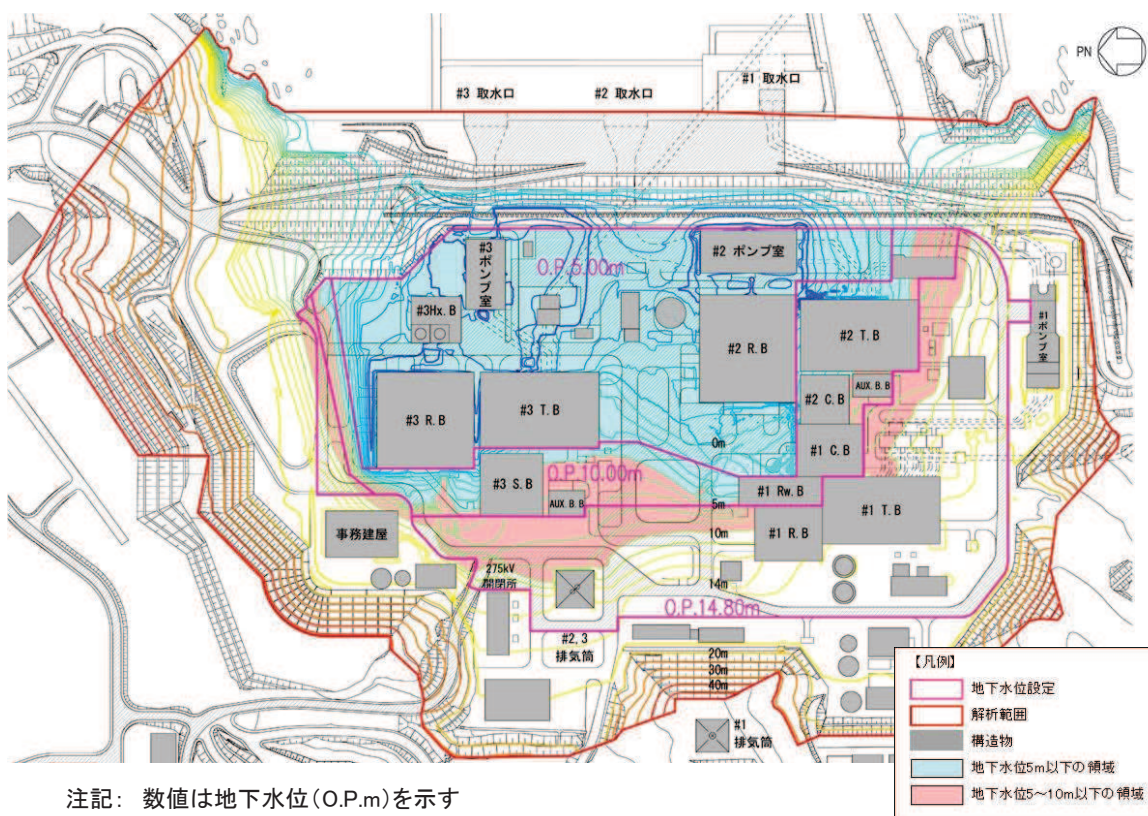 PN
#3 取水口
#2 取水口
#1 取水口
#3 ポンプ室
#2 ポンプ室
O.P.5.00m
#3Hx.B
#1 ポンプ室
#2 R.B
#2 T.B
#3 R.B
#3 T.B
#2 C.B
AUX.B.B
0m
#1 C.B
O.P.10.00m
#3 S.B
AUX.B.B
#1 Rw.B
5m
#1 T.B
事務建屋
10m
#1 R.B
275kV
開閉所
14m
O.P.14.80m
#2,3
排気筒
20m
30m
40m
#1
排気筒
【凡例】
地下水位設定
解析範囲
構造物
地下水位5m以下の領域
地下水位5～10m以下の領域
注記： 数値は地下水位(O.P.m)を示す